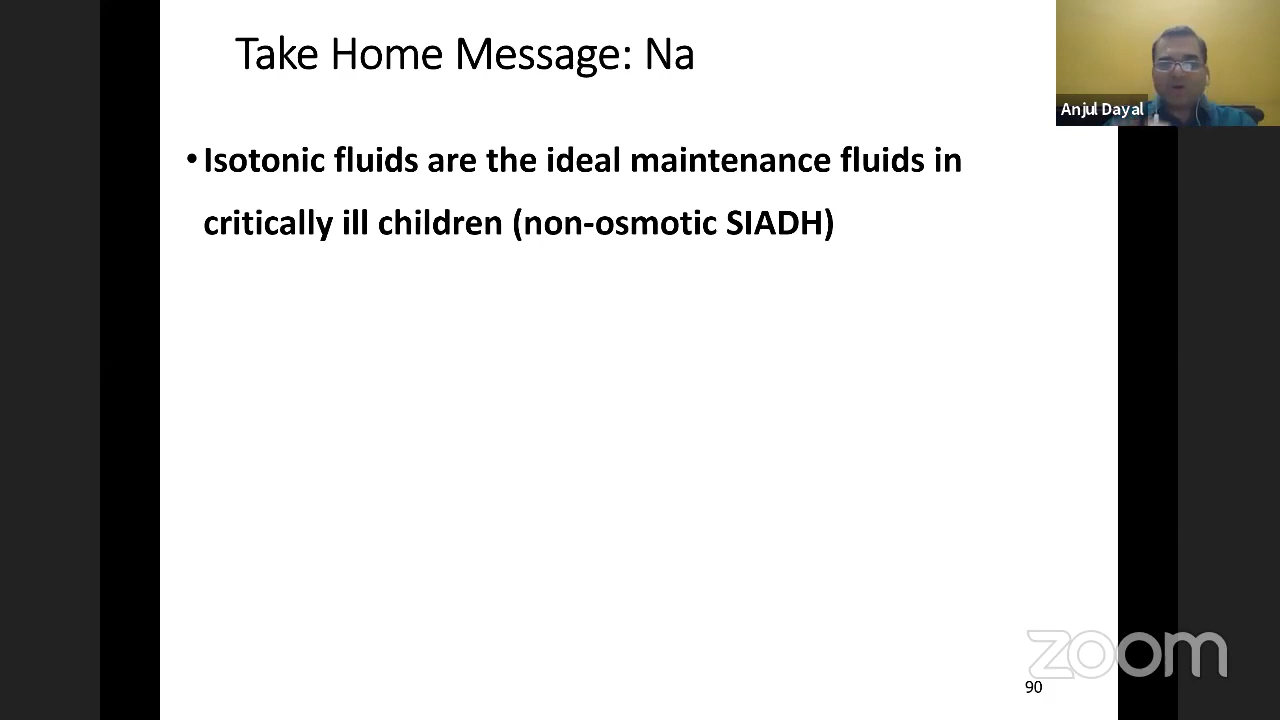 Take Home Message: Na
Anjul Dayal
• Isotonic fluids are the ideal maintenance fluids in
critically ill children (non-osmotic SIADH)
zoom
90